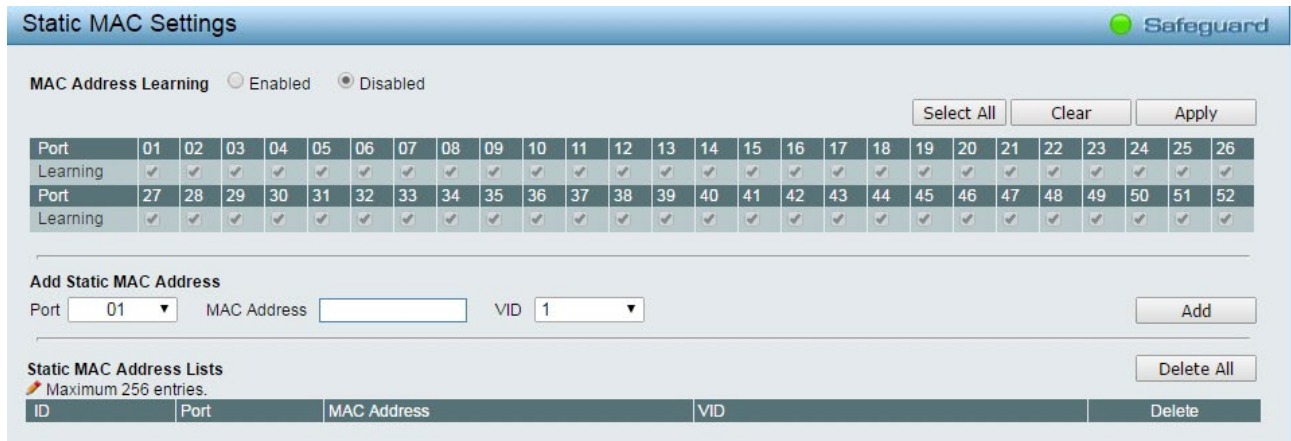 Static MAC Settings Safeguard
MAC Address Learning Enabled Disabled
Select All Clear Apply
Port 01 02 03 04 05 06 07 08 09 10 11 12 13 14 15 16 17 18 19 20 21 22 23 24 25 26
Learning
Port 27 28 29 30 31 32 33 34 35 36 37 38 39 40 41 42 43 44 45 46 47 48 49 50 51 52
Learning
Add Static MAC Address
Port 01 MAC Address VID 1 Add
Static MAC Address Lists Delete All
Maximum 256 entries.
ID Port MAC Address VID Delete